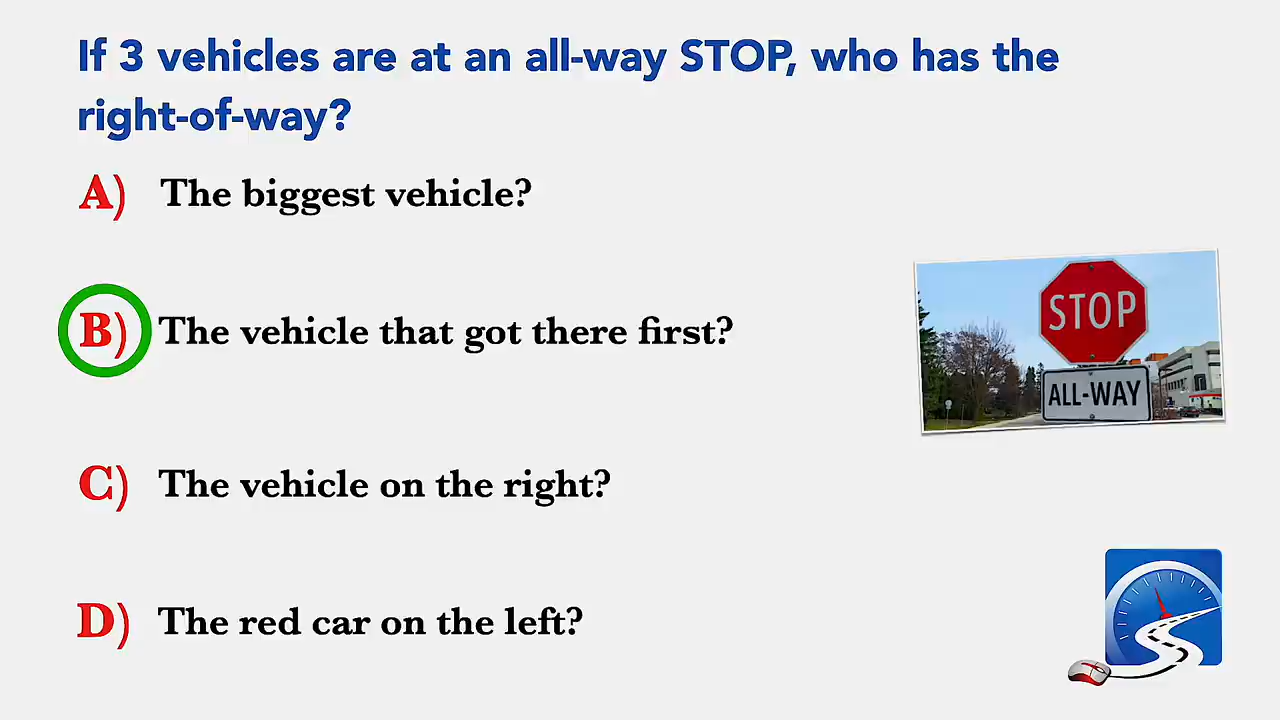 If 3 vehicles are at an all-way STOP, who has the
right-of-way?
A) The biggest vehicle?
B) The vehicle that got there first?
STOP
ALL-WAY
C) The vehicle on the right?
D) The red car on the left?